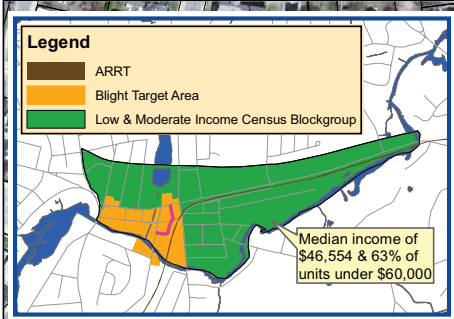 Legend
ARRT
Blight Target Area
Low & Moderate Income Census Blockgroup
Median income of
$46,554 & 63% of
units under $60,000